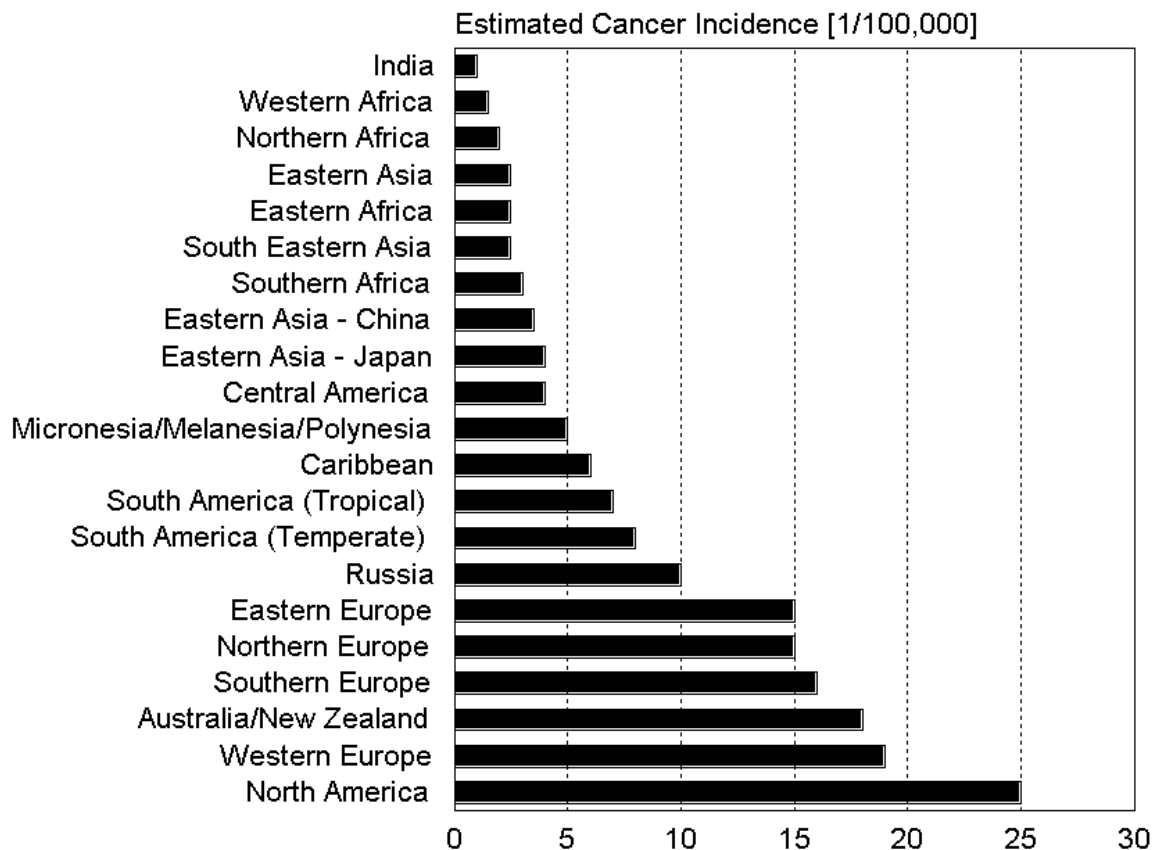 Estimated Cancer Incidence [1/100,000]
India
Western Africa
Northern Africa
Eastern Asia
Eastern Africa
South Eastern Asia
Southern Africa
Eastern Asia - China
Eastern Asia - Japan
Central America
Micronesia/Melanesia/Polynesia
Caribbean
South America (Tropical)
South America (Temperate)
Russia
Eastern Europe
Northern Europe
Southern Europe
Australia/New Zealand
Western Europe
North America
0 5 10 15 20 25 30